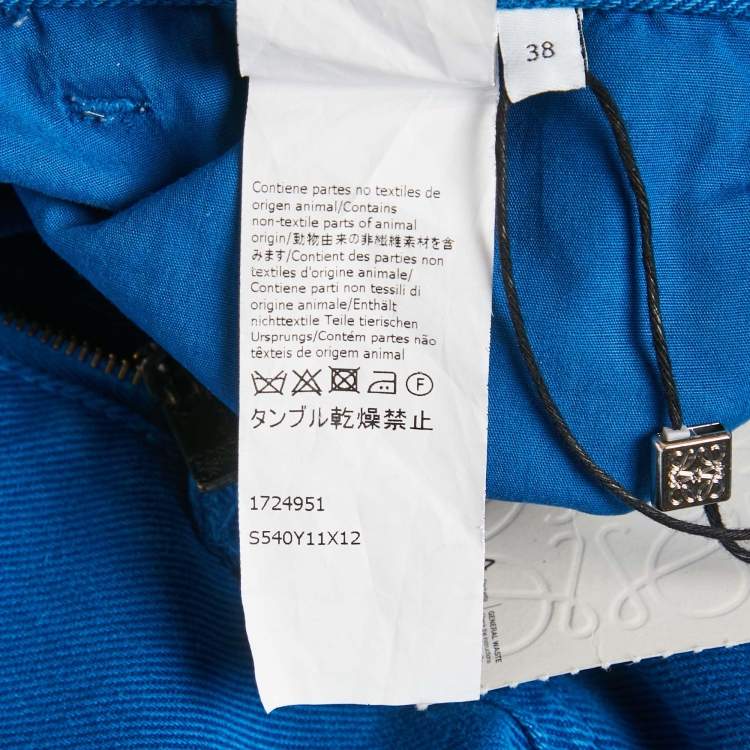 38
Contiene partes no textiles de
origen animal/Contains
non-textile parts of animal
origin/動物由来の非繊維素材を含
みます/Contient des parties non
textiles d'origine animale/
Contiene parti non tessili di
origine animale/Enthält
nichttextile Teile tierischen
Ursprungs/Contém partes não
têxteis de origem animal
F
タンブル乾燥禁止
1724951
S540Y11X12
GENERAL WASTE